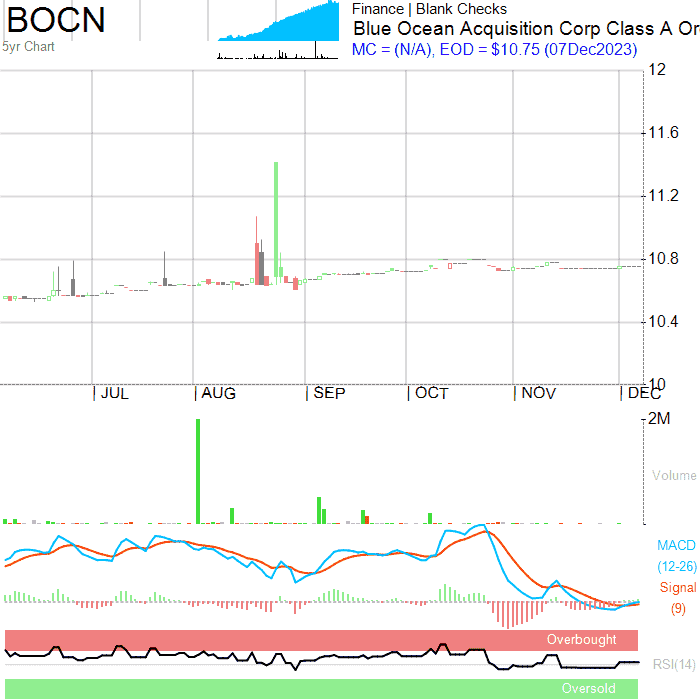 BOCN
5yr Chart
Finance | Blank Checks
Blue Ocean Acquisition Corp Class A Or
MC = (N/A), EOD = $10.75 (07Dec2023)
12
11.6
11.2
10.8
10.4
10
JUL
AUG
SEP
OCT
NOV
DEC
2M
Volume
MACD
(12-26)
Signal
(9)
Overbought
RSI(14)
Oversold